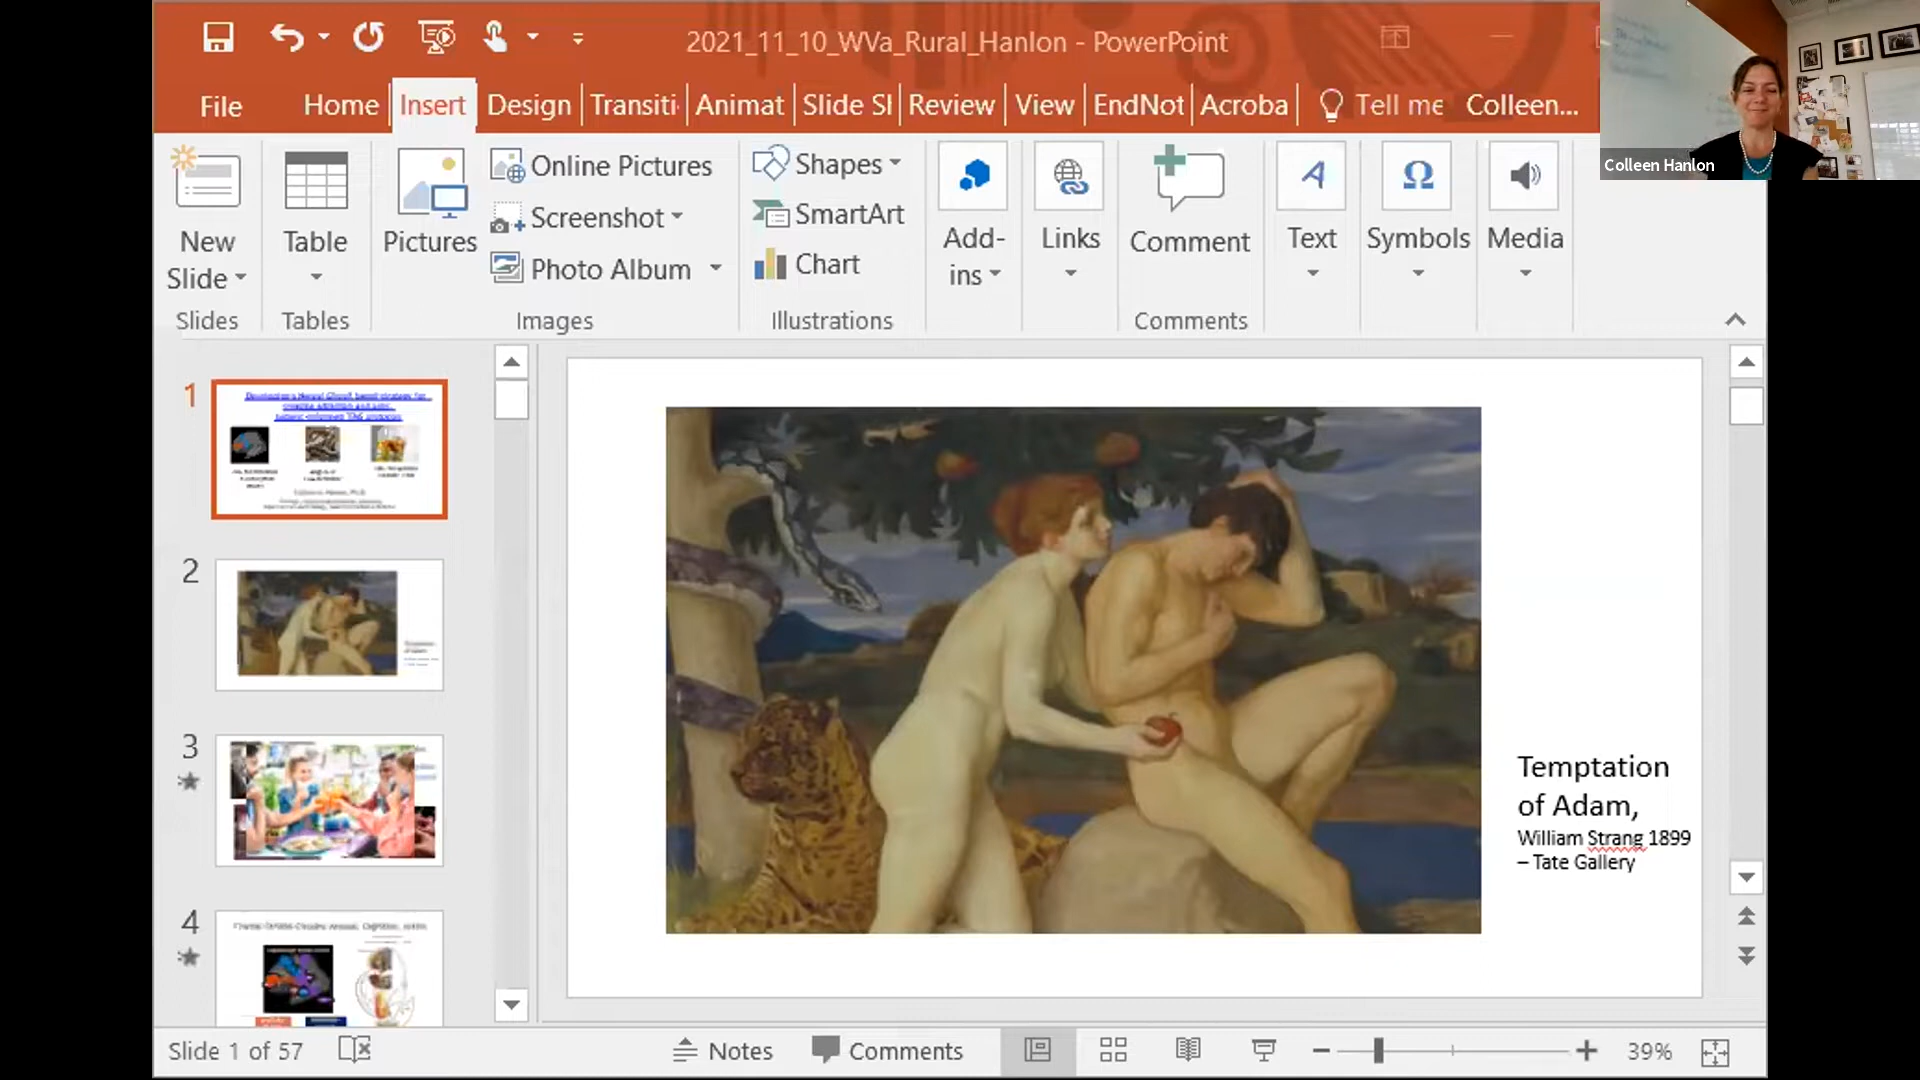 2021_11_10_WVa_Rural_Hanlon - PowerPoint
File Home Insert Design Transiti Animat Slide Sl Review View EndNot Acroba Tell me Colleen...
Colleen Hanlon
New Slide
Table
Pictures
Online Pictures
Screenshot
Photo Album
Shapes
SmartArt
Chart
Add-ins
Links
Comment
Text
Symbols
Media
Slides Tables Images Illustrations Comments
1
2
3
4
Temptation
of Adam,
William Strang 1899
– Tate Gallery
Slide 1 of 57 Notes Comments 39%